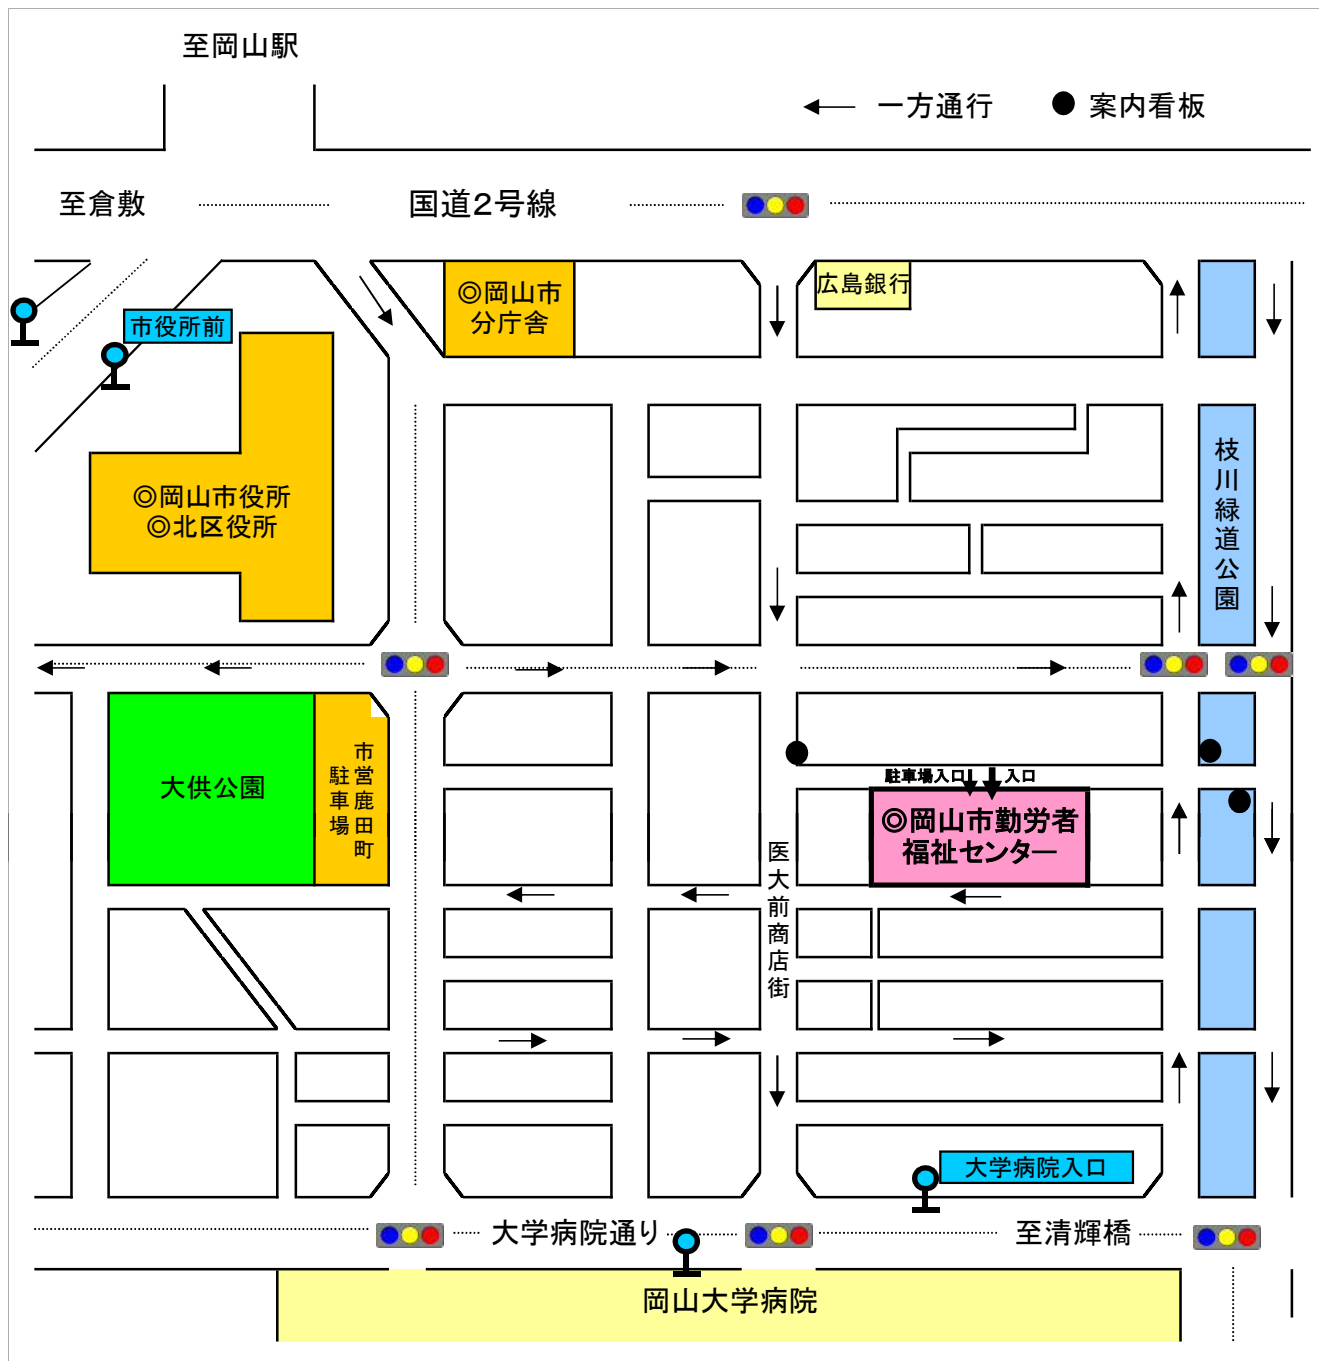 至岡山駅
一方通行
案内看板
至倉敷
国道2号線
◎岡山市
分庁舎
広島銀行
市役所前
◎岡山市役所
◎北区役所
枝川緑道公園
大供公園
市営鹿田町
駐車場
駐車場入口
入口
◎岡山市勤労者
福祉センター
医大前商店街
大学病院入口
大学病院通り
至清輝橋
岡山大学病院